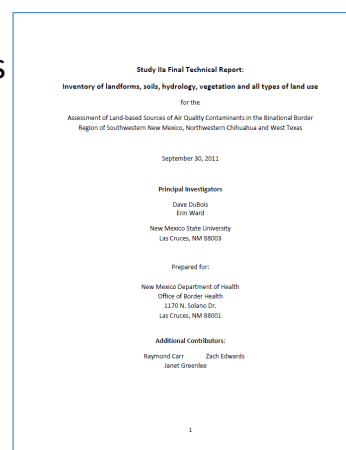 S
Study IIa Final Technical Report:
Inventory of landforms, soils, hydrology, vegetation and all types of land use
for the
Assessment of Land-based Sources of Air Quality Contaminants in the Binational Border
Region of Southwestern New Mexico, Northwestern Chihuahua and West Texas
September 30, 2011
Principal Investigators
Dave DuBois
Erin Ward
New Mexico State University
Las Cruces, NM 88003
Prepared for:
New Mexico Department of Health
Office of Border Health
1170 N. Solano Dr.
Las Cruces, NM 88001
Additional Contributors:
Raymond Carr Zach Edwards
Janet Greenlee
1